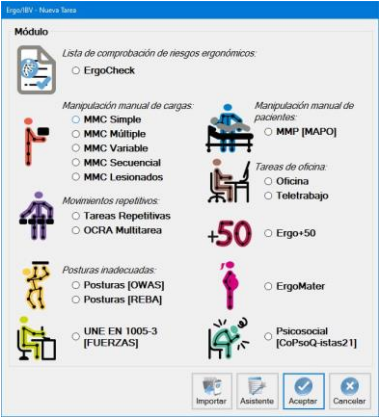 Ergo/IBV - Nueva Tarea
Módulo
Lista de comprobación de riesgos ergonómicos:
ErgoCheck
Manipulación manual de cargas:
MMC Simple
MMC Múltiple
MMC Variable
MMC Secuencial
MMC Lesionados
Manipulación manual de
pacientes:
MMP [MAPO]
Tareas de oficina:
Oficina
Teletrabajo
Movimientos repetitivos:
Tareas Repetitivas
OCRA Multitarea
+50
Ergo+50
Posturas inadecuadas:
Posturas [OWAS]
Posturas [REBA]
ErgoMater
UNE EN 1005-3
[FUERZAS]
Psicosocial
[CoPsoQ-istas21]
Importar
Asistente
Aceptar
Cancelar